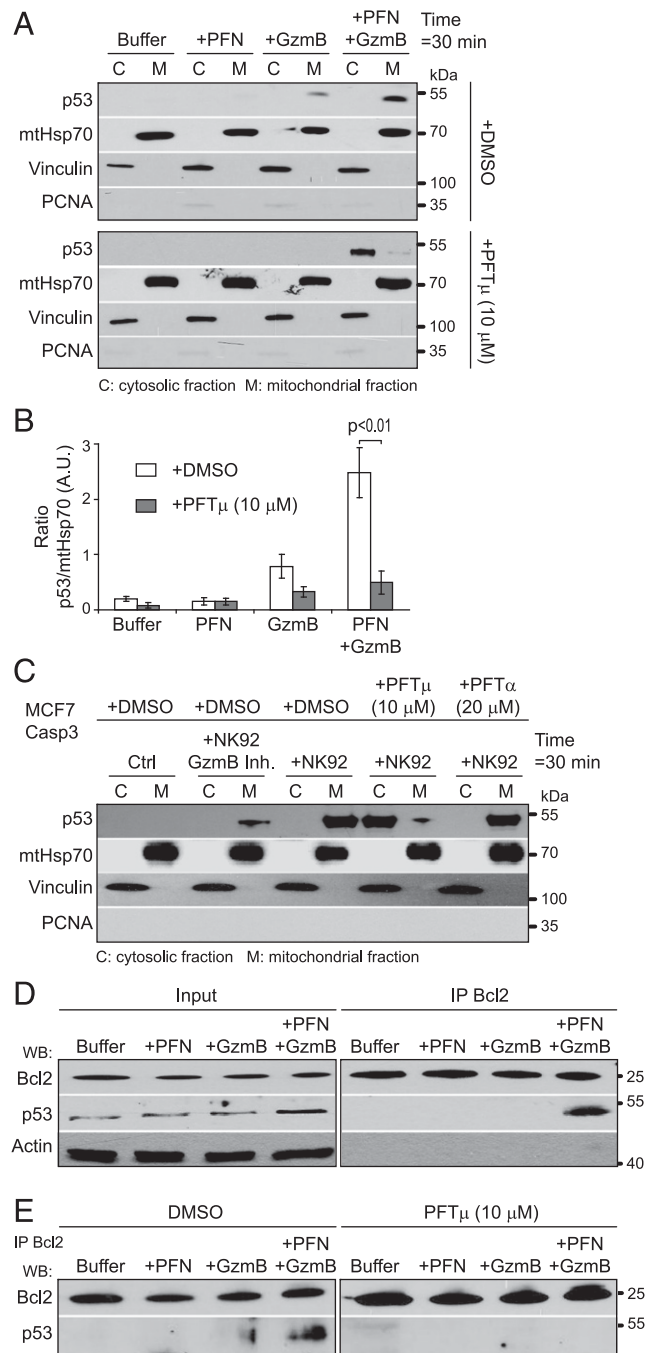 A
+PFN Time
Buffer +PFN +GzmB +GzmB =30 min
C M C M C M C M kDa
p53 55
mtHsp70 70
Vinculin 100
PCNA 35
+DMSO
p53 55
mtHsp70 70
Vinculin 100
PCNA 35
+PFTµ (10 µM)
C: cytosolic fraction M: mitochondrial fraction
B
3
2
1
0
Ratio
p53/mtHsp70 (A.U.)
+DMSO
+PFTµ (10 µM)
p<0.01
Buffer PFN GzmB PFN
+GzmB
C
MCF7
Casp3
+DMSO +DMSO +DMSO +PFTµ (10 µM) +PFTα (20 µM)
Ctrl +NK92 GzmB Inh. +NK92 +NK92 +NK92 Time =30 min
C M C M C M C M C M kDa
p53 55
mtHsp70 70
Vinculin 100
PCNA 35
C: cytosolic fraction M: mitochondrial fraction
D
Input IP Bcl2
WB: Buffer +PFN +GzmB +PFN +GzmB Buffer +PFN +GzmB +PFN +GzmB
Bcl2 25
p53 55
Actin 40
E
DMSO PFTµ (10 µM)
IP Bcl2
WB: Buffer +PFN +GzmB +PFN +GzmB Buffer +PFN +GzmB +PFN +GzmB
Bcl2 25
p53 55